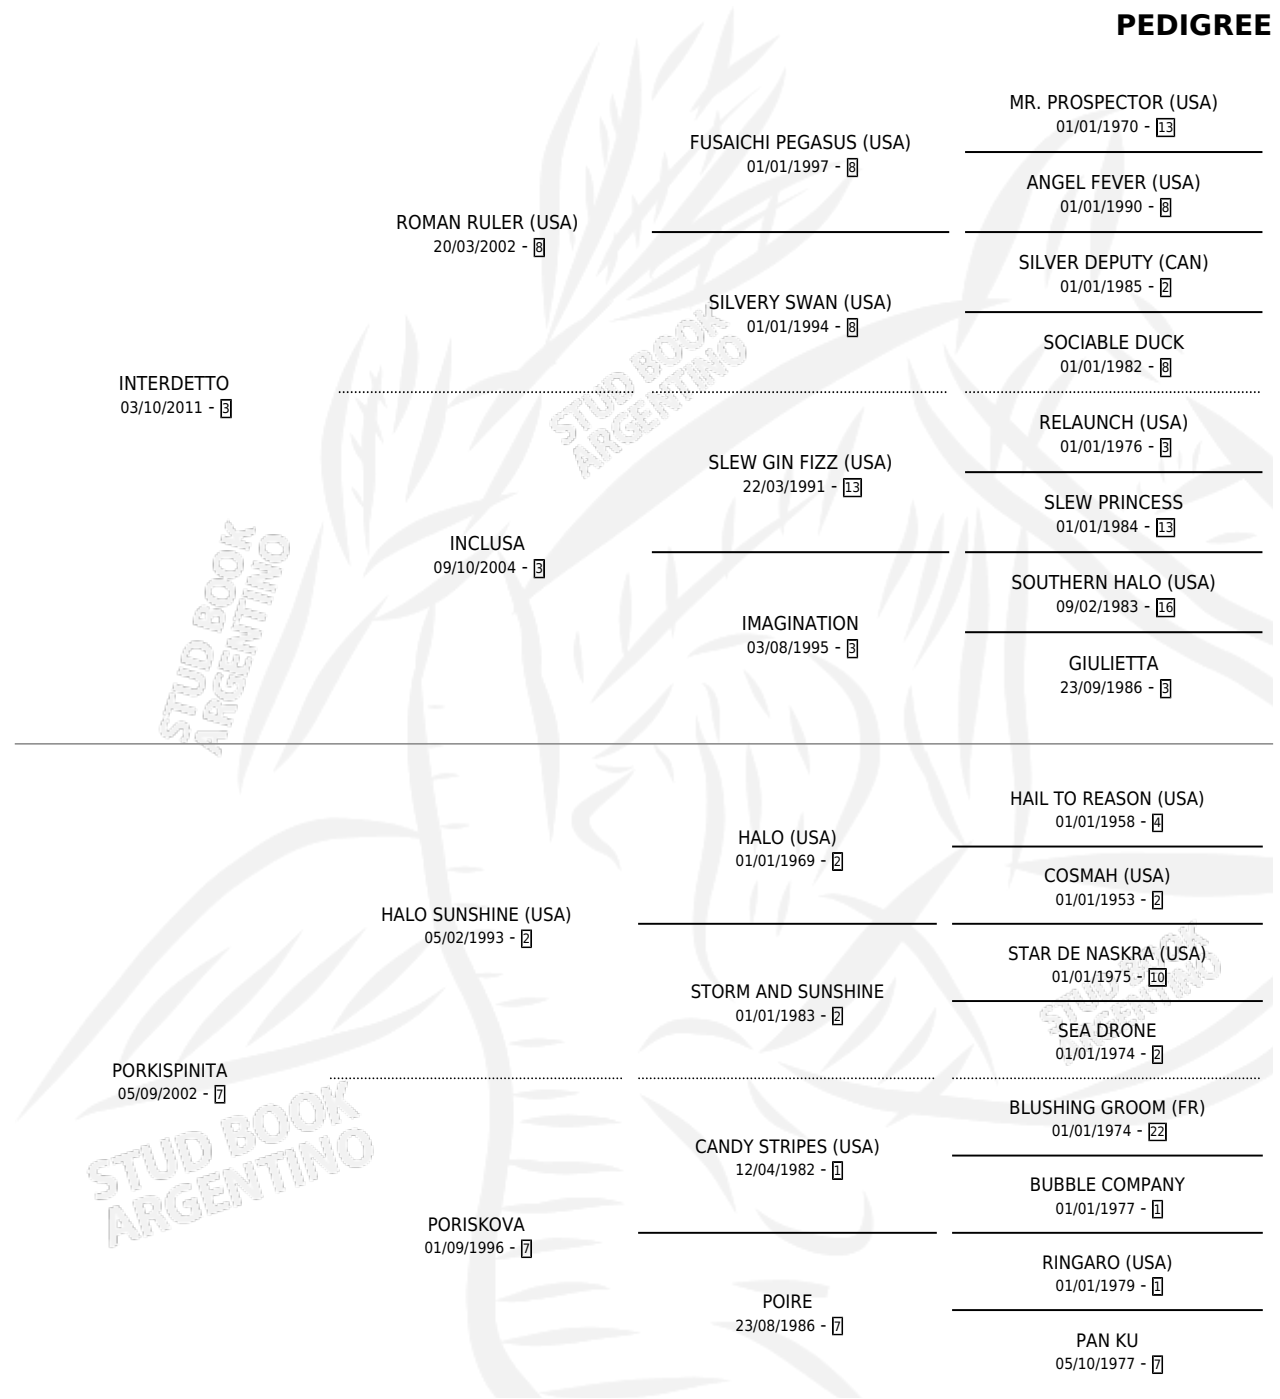 PEDIGREE
MR. PROSPECTOR (USA)
01/01/1970 - 13
FUSAICHI PEGASUS (USA)
01/01/1997 - 8
ANGEL FEVER (USA)
01/01/1990 - 8
ROMAN RULER (USA)
20/03/2002 - 8
SILVER DEPUTY (CAN)
01/01/1985 - 2
SILVERY SWAN (USA)
01/01/1994 - 8
SOCIABLE DUCK
01/01/1982 - 8
INTERDETTO
03/10/2011 - 3
RELAUNCH (USA)
01/01/1976 - 3
SLEW GIN FIZZ (USA)
22/03/1991 - 13
SLEW PRINCESS
01/01/1984 - 13
INCLUSA
09/10/2004 - 3
SOUTHERN HALO (USA)
09/02/1983 - 16
IMAGINATION
03/08/1995 - 3
GIULIETTA
23/09/1986 - 3
HAIL TO REASON (USA)
01/01/1958 - 4
HALO (USA)
01/01/1969 - 2
COSMAH (USA)
01/01/1953 - 2
HALO SUNSHINE (USA)
05/02/1993 - 2
STAR DE NASKRA (USA)
01/01/1975 - 10
STORM AND SUNSHINE
01/01/1983 - 2
SEA DRONE
01/01/1974 - 2
PORKISPINITA
05/09/2002 - 7
BLUSHING GROOM (FR)
01/01/1974 - 22
CANDY STRIPES (USA)
12/04/1982 - 1
BUBBLE COMPANY
01/01/1977 - 1
PORISKOVA
01/09/1996 - 7
RINGARO (USA)
01/01/1979 - 1
POIRE
23/08/1986 - 7
PAN KU
05/10/1977 - 7
STUD BOOK
ARGENTINO
STUD BOOK
ARGENTINO
STUD BOOK
ARGENTINO
STUD BOOK
ARGENTINO